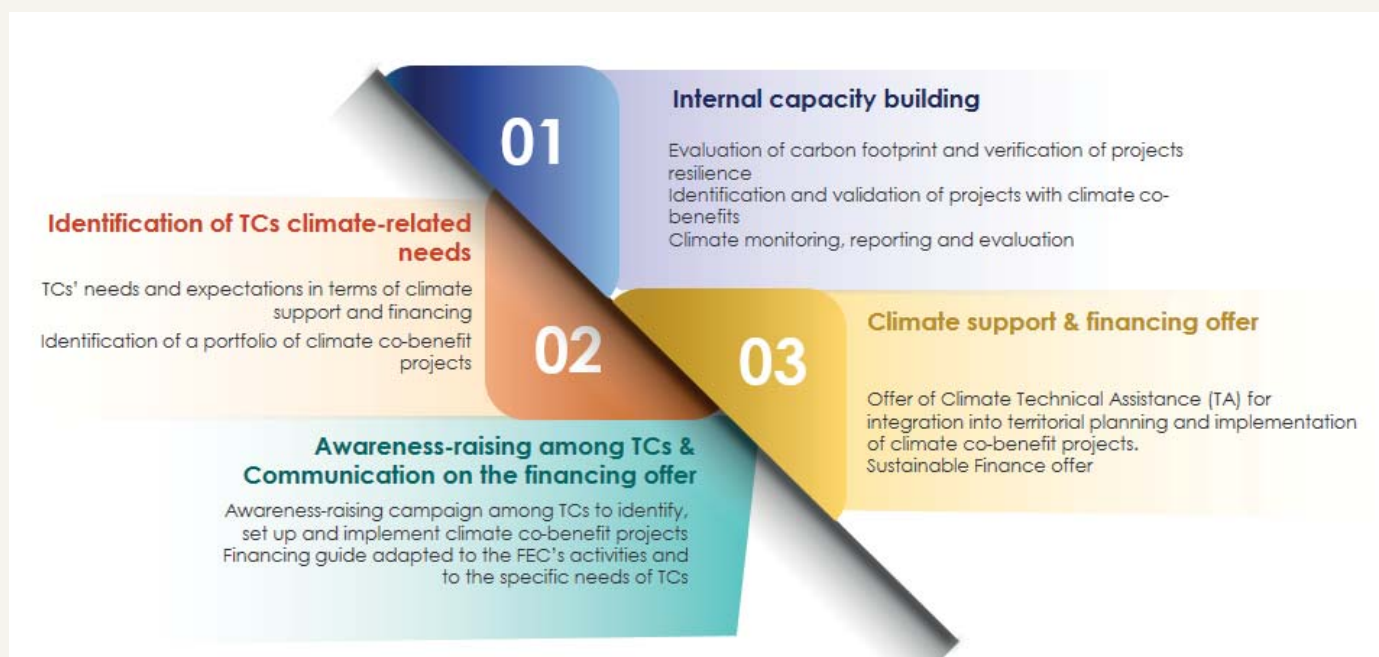 01
Internal capacity building
Evaluation of carbon footprint and verification of projects
resilience
Identification and validation of projects with climate co-
benefits
Climate monitoring, reporting and evaluation
Identification of TCs climate-related
needs
TCs' needs and expectations in terms of climate
support and financing
Identification of a portfolio of climate co-benefit
projects
02
03
Climate support & financing offer
Offer of Climate Technical Assistance (TA) for
integration into territorial planning and implementation
of climate co-benefit projects.
Sustainable Finance offer
Awareness-raising among TCs &
Communication on the financing offer
Awareness-raising campaign among TCs to identify,
set up and implement climate co-benefit projects
Financing guide adapted to the FEC's activities and
to the specific needs of TCs